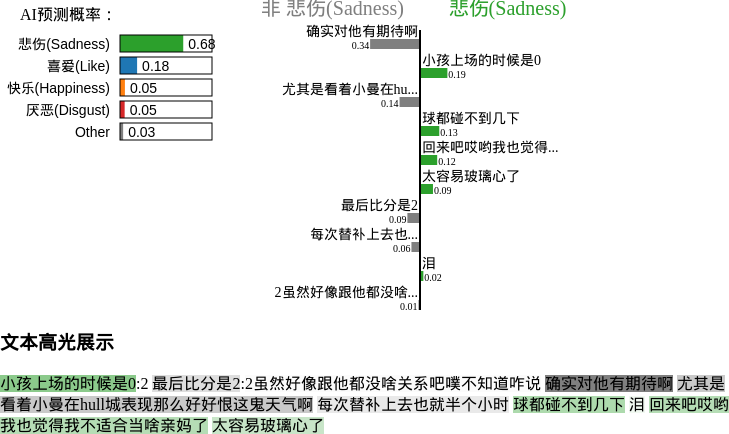 AI预测概率：
悲伤(Sadness) 0.68
喜爱(Like) 0.18
快乐(Happiness) 0.05
厌恶(Disgust) 0.05
Other 0.03
非 悲伤(Sadness) 悲伤(Sadness)
确实对他有期待啊
0.34
小孩上场的时候是0
0.19
尤其是看着小曼在hu...
0.14
球都碰不到几下
0.13
回来吧哎哟我也觉得...
0.12
太容易玻璃心了
0.09
最后比分是2
0.09
每次替补上去也...
0.06
泪
0.02
2虽然好像跟他都没啥...
0.01
文本高光展示
小孩上场的时候是0:2 最后比分是2:2虽然好像跟他都没啥关系吧噗不知道咋说 确实对他有期待啊 尤其是
看着小曼在hull城表现那么好好恨这鬼天气啊 每次替补上去也就半个小时 球都碰不到几下 泪 回来吧哎哟
我也觉得我不适合当啥亲妈了 太容易玻璃心了